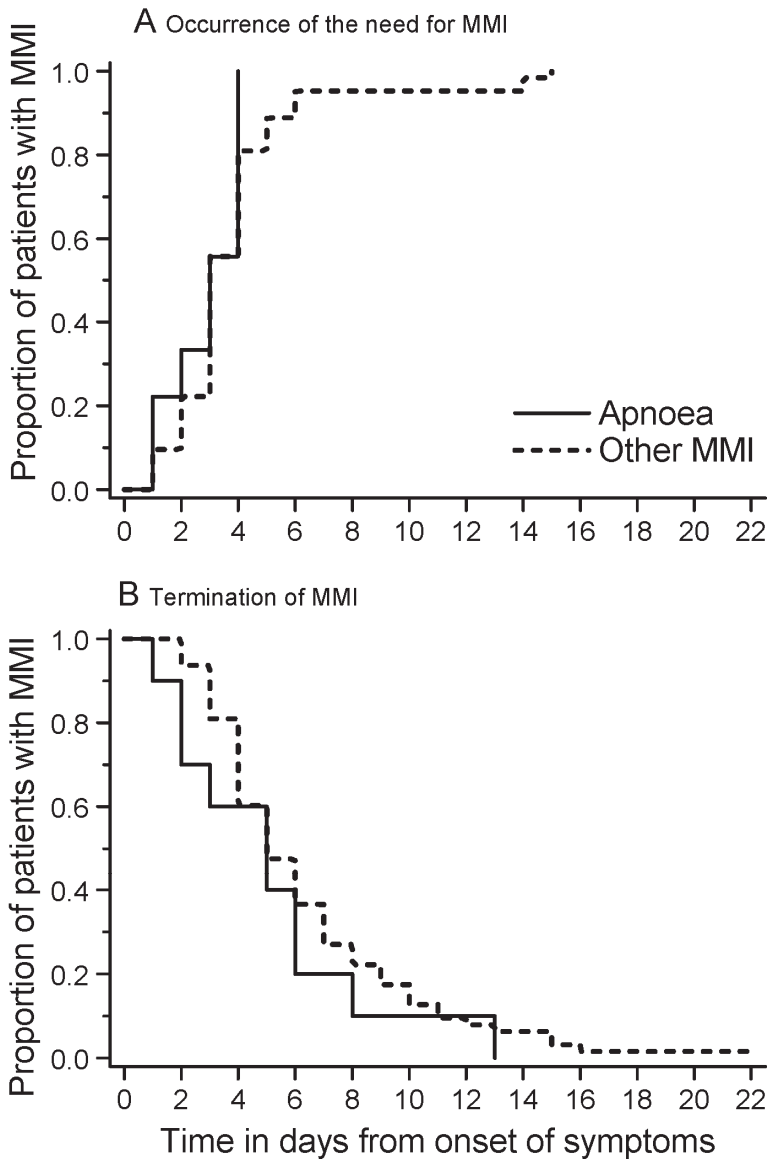 A Occurrence of the need for MMI
Proportion of patients with MMI
1.0
0.8
0.6
0.4
0.2
0.0
Apnoea
Other MMI
0 2 4 6 8 10 12 14 16 18 20 22
B Termination of MMI
Proportion of patients with MMI
1.0
0.8
0.6
0.4
0.2
0.0
0 2 4 6 8 10 12 14 16 18 20 22
Time in days from onset of symptoms